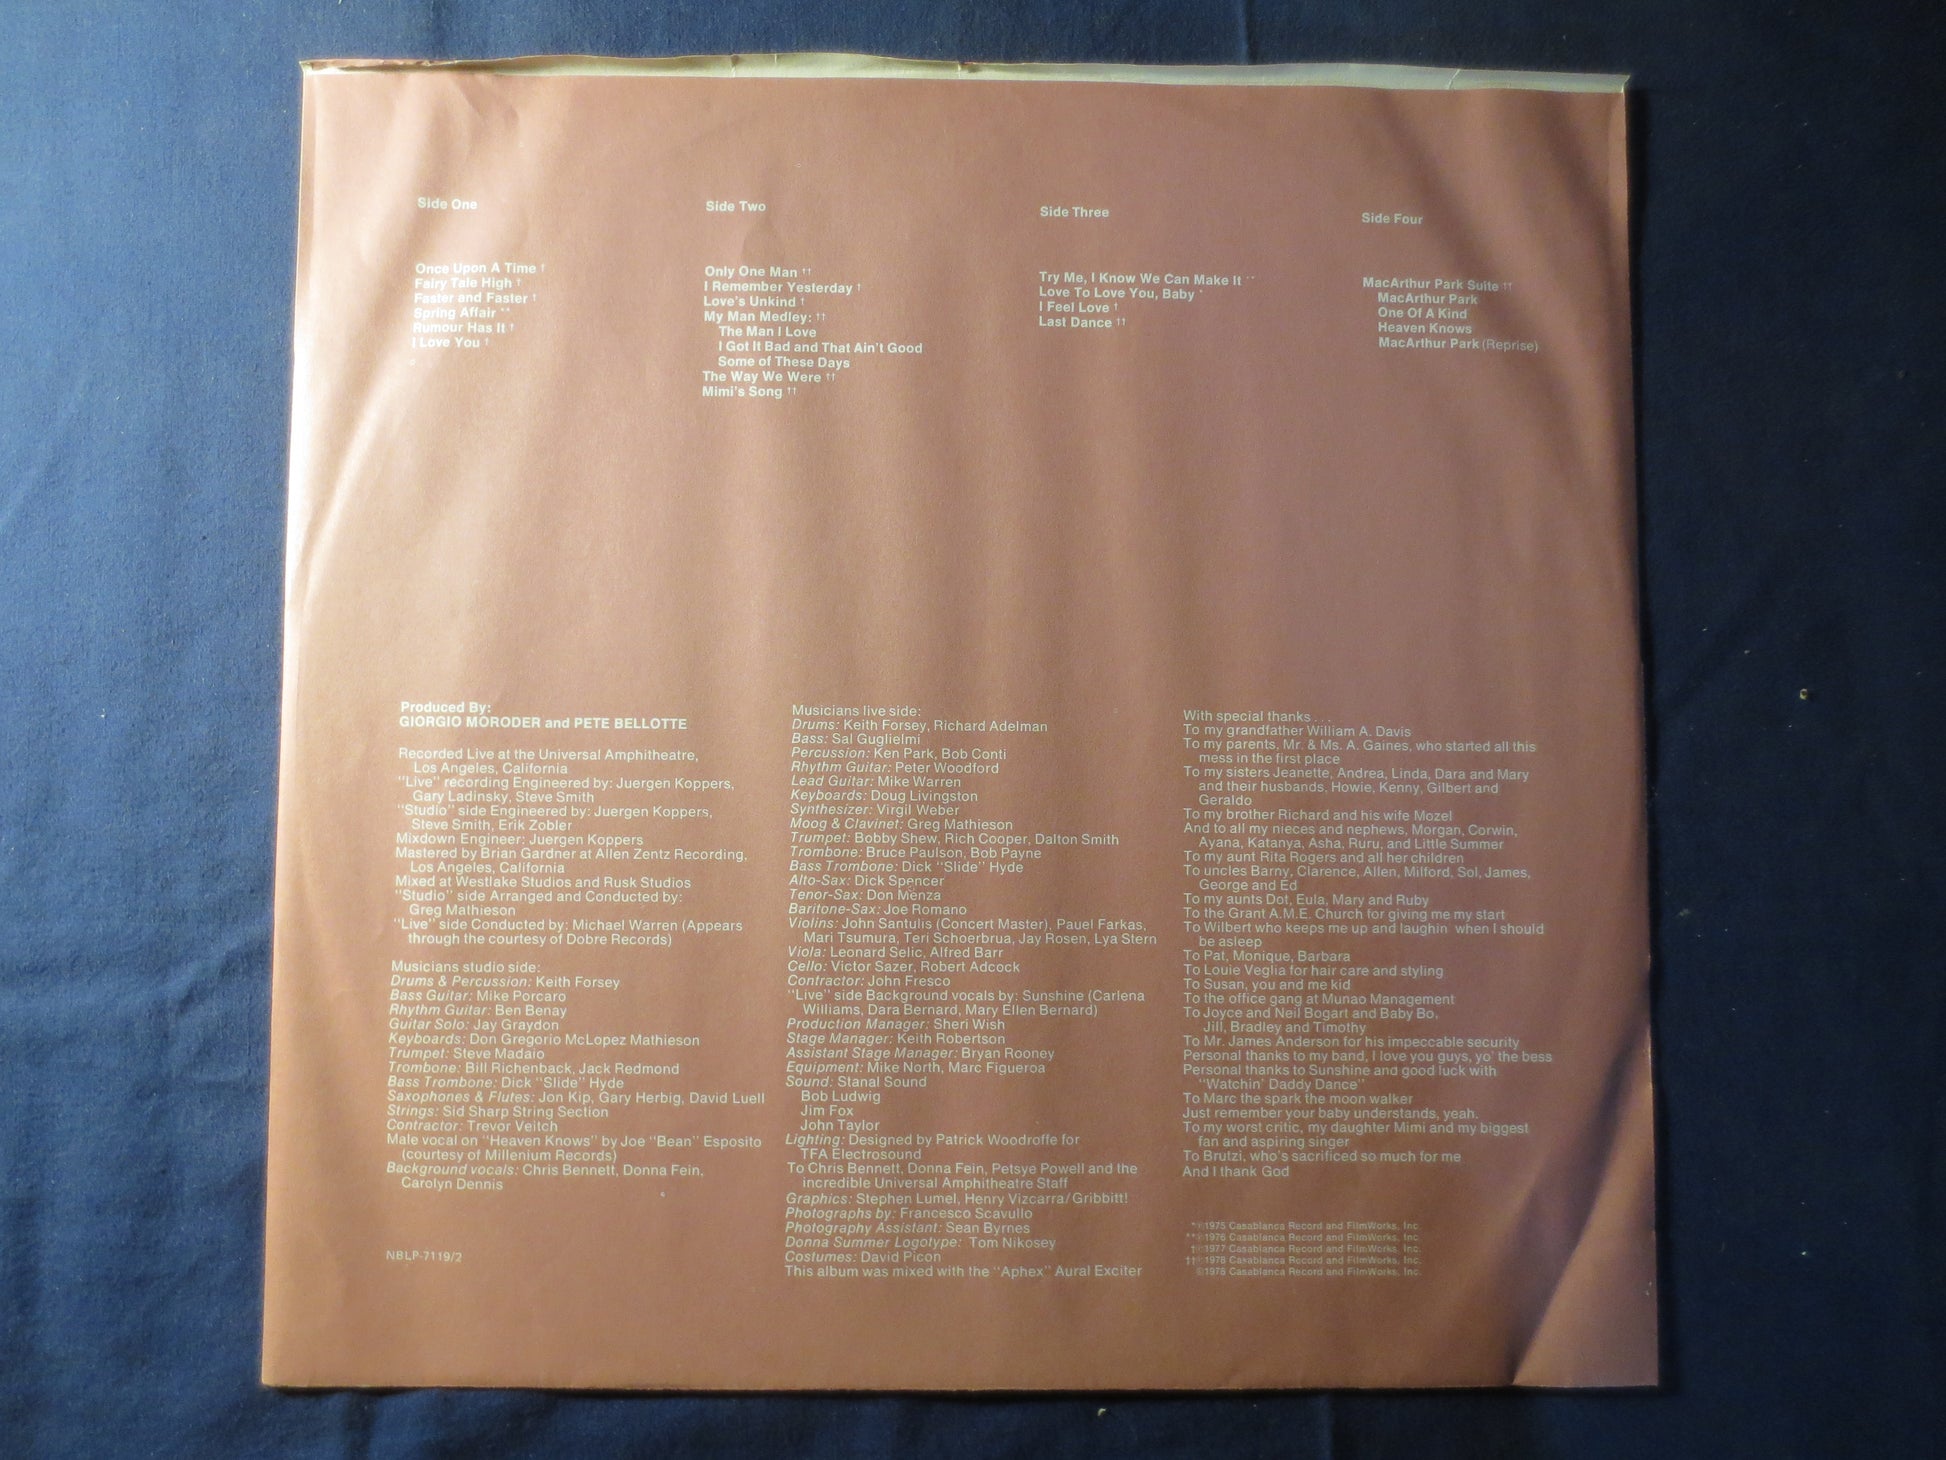 Side One
Once Upon A Time †
Fairy Tale High †
Faster and Faster †
Spring Affair **
Rumour Has It †
I Love You †
Side Two
Only One Man ††
I Remember Yesterday †
Love's Unkind †
My Man Medley: ††
The Man I Love
I Got It Bad and That Ain't Good
Some of These Days
The Way We Were ††
Mimi's Song ††
Side Three
Try Me, I Know We Can Make It **
Love To Love You, Baby *
I Feel Love †
Last Dance ††
Side Four
MacArthur Park Suite ††
MacArthur Park
One Of A Kind
Heaven Knows
MacArthur Park (Reprise)
Produced By:
GIORGIO MORODER and PETE BELLOTTE
Recorded Live at the Universal Amphitheatre,
Los Angeles, California
"Live" recording Engineered by: Juergen Koppers,
Gary Ladinsky, Steve Smith
"Studio" side Engineered by: Juergen Koppers,
Steve Smith, Erik Zobler
Mixdown Engineer: Juergen Koppers
Mastered by Brian Gardner at Allen Zentz Recording,
Los Angeles, California
Mixed at Westlake Studios and Rusk Studios
"Studio" side Arranged and Conducted by:
Greg Mathieson
"Live" side Conducted by: Michael Warren (Appears
through the courtesy of Dobre Records)
Musicians studio side:
Drums & Percussion: Keith Forsey
Bass Guitar: Mike Porcaro
Rhythm Guitar: Ben Benay
Guitar Solo: Jay Graydon
Keyboards: Don Gregorio McLopez Mathieson
Trumpet: Steve Madaio
Trombone: Bill Richenback, Jack Redmond
Bass Trombone: Dick "Slide" Hyde
Saxophones & Flutes: Jon Kip, Gary Herbig, David Luell
Strings: Sid Sharp String Section
Contractor: Trevor Veitch
Male vocal on "Heaven Knows" by Joe "Bean" Esposito
(courtesy of Millenium Records)
Background vocals: Chris Bennett, Donna Fein,
Carolyn Dennis
NBLP-7119/2
Musicians live side:
Drums: Keith Forsey, Richard Adelman
Bass: Sal Guglielmi
Percussion: Ken Park, Bob Conti
Rhythm Guitar: Peter Woodford
Lead Guitar: Mike Warren
Keyboards: Doug Livingston
Synthesizer: Virgil Weber
Moog & Clavinet: Greg Mathieson
Trumpet: Bobby Shew, Rich Cooper, Dalton Smith
Trombone: Bruce Paulson, Bob Payne
Bass Trombone: Dick "Slide" Hyde
Alto-Sax: Dick Spencer
Tenor-Sax: Don Menza
Baritone-Sax: Joe Romano
Violins: John Santulis (Concert Master), Pauel Farkas,
Mari Tsumura, Teri Schoerbrua, Jay Rosen, Lya Stern
Viola: Leonard Selic, Alfred Barr
Cello: Victor Sazer, Robert Adcock
Contractor: John Fresco
"Live" side Background vocals by: Sunshine (Carlena
Williams, Dara Bernard, Mary Ellen Bernard)
Production Manager: Sheri Wish
Stage Manager: Keith Robertson
Assistant Stage Manager: Bryan Rooney
Equipment: Mike North, Marc Figueroa
Sound: Stanal Sound
Bob Ludwig
Jim Fox
John Taylor
Lighting: Designed by Patrick Woodroffe for
TFA Electrosound
To Chris Bennett, Donna Fein, Petsye Powell and the
incredible Universal Amphitheatre Staff
Graphics: Stephen Lumel, Henry Vizcarra/Gribbitt!
Photographs by: Francesco Scavullo
Photography Assistant: Sean Byrnes
Donna Summer Logotype: Tom Nikosey
Costumes: David Picon
This album was mixed with the "Aphex" Aural Exciter
With special thanks . . .
To my grandfather William A. Davis
To my parents, Mr. & Ms. A. Gaines, who started all this
mess in the first place
To my sisters Jeanette, Andrea, Linda, Dara and Mary
and their husbands, Howie, Kenny, Gilbert and
Geraldo
To my brother Richard and his wife Mozel
And to all my nieces and nephews, Morgan, Corwin,
Ayana, Katanya, Asha, Ruru, and Little Summer
To my aunt Rita Rogers and all her children
To uncles Barny, Clarence, Allen, Milford, Sol, James,
George and Ed
To my aunts Dot, Eula, Mary and Ruby
To the Grant A.M.E. Church for giving me my start
To Wilbert who keeps me up and laughin' when I should
be asleep
To Pat, Monique, Barbara
To Louie Veglia for hair care and styling
To Susan, you and me kid
To the office gang at Munao Management
To Joyce and Neil Bogart and Baby Bo,
Jill, Bradley and Timothy
To Mr. James Anderson for his impeccable security
Personal thanks to my band, I love you guys, yo' the bess
Personal thanks to Sunshine and good luck with
"Watchin' Daddy Dance"
To Marc the spark the moon walker
Just remember your baby understands, yeah.
To my worst critic, my daughter Mimi and my biggest
fan and aspiring singer
To Brutzi, who's sacrificed so much for me
And I thank God
*℗1975 Casablanca Record and FilmWorks, Inc.
**℗1976 Casablanca Record and FilmWorks, Inc.
†℗1977 Casablanca Record and FilmWorks, Inc.
††℗1978 Casablanca Record and FilmWorks, Inc.
©1978 Casablanca Record and FilmWorks, Inc.